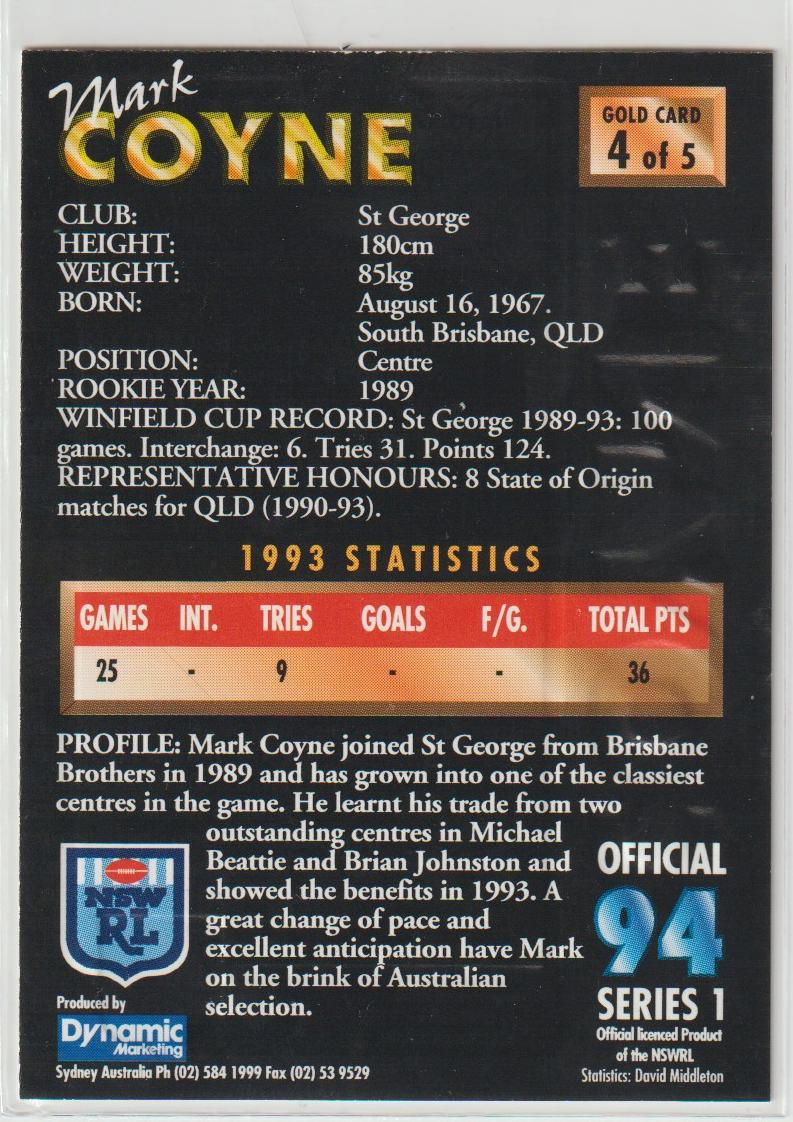 Mark
COYNE
GOLD CARD
4 of 5
CLUB: St George
HEIGHT: 180cm
WEIGHT: 85kg
BORN: August 16, 1967.
South Brisbane, QLD
POSITION: Centre
ROOKIE YEAR: 1989
WINFIELD CUP RECORD: St George 1989-93: 100
games. Interchange: 6. Tries 31. Points 124.
REPRESENTATIVE HONOURS: 8 State of Origin
matches for QLD (1990-93).
1993 STATISTICS
GAMES INT. TRIES GOALS F/G. TOTAL PTS
25 - 9 - - 36
PROFILE: Mark Coyne joined St George from Brisbane
Brothers in 1989 and has grown into one of the classiest
centres in the game. He learnt his trade from two
outstanding centres in Michael
Beattie and Brian Johnston and
showed the benefits in 1993. A
great change of pace and
excellent anticipation have Mark
on the brink of Australian
selection.
NSW
RL
Produced by
Dynamic
Marketing
Sydney Australia Ph (02) 584 1999 Fax (02) 53 9529
OFFICIAL
94
SERIES 1
Official licenced Product
of the NSWRL
Statistics: David Middleton